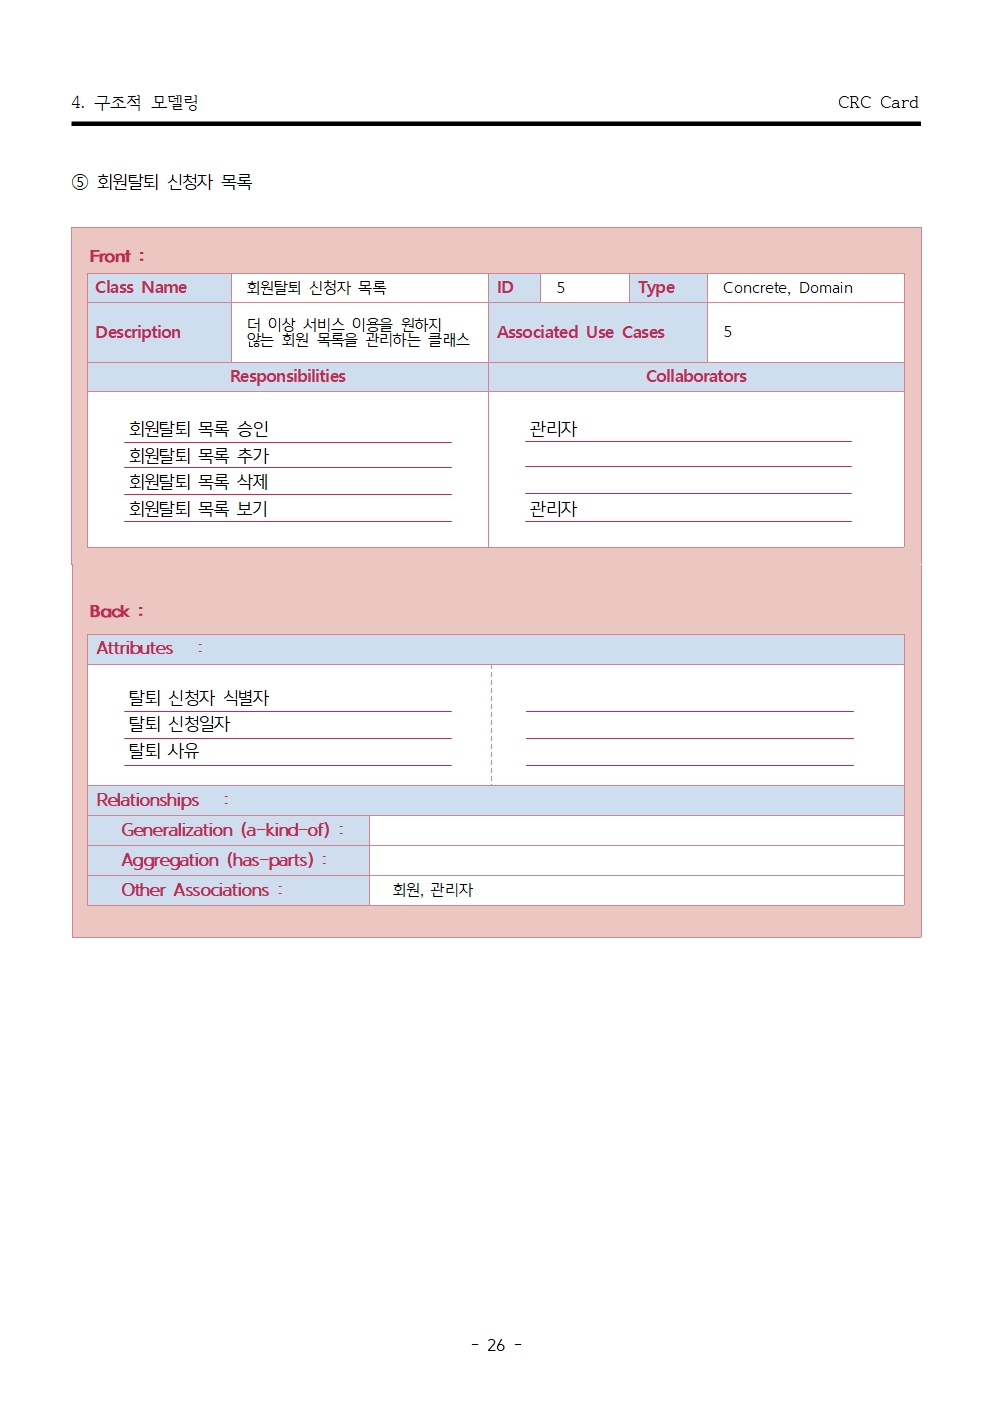 4. 구조적 모델링
CRC Card
⑤ 회원탈퇴 신청자 목록
Front :
Class Name 회원탈퇴 신청자 목록 ID 5 Type Concrete, Domain
Description 더 이상 서비스 이용을 원하지
않는 회원 목록을 관리하는 클래스
Associated Use Cases 5
Responsibilities Collaborators
회원탈퇴 목록 승인 관리자
회원탈퇴 목록 추가
회원탈퇴 목록 삭제
회원탈퇴 목록 보기 관리자
Back :
Attributes :
탈퇴 신청자 식별자
탈퇴 신청일자
탈퇴 사유
Relationships :
Generalization (a-kind-of) :
Aggregation (has-parts) :
Other Associations : 회원, 관리자
- 26 -